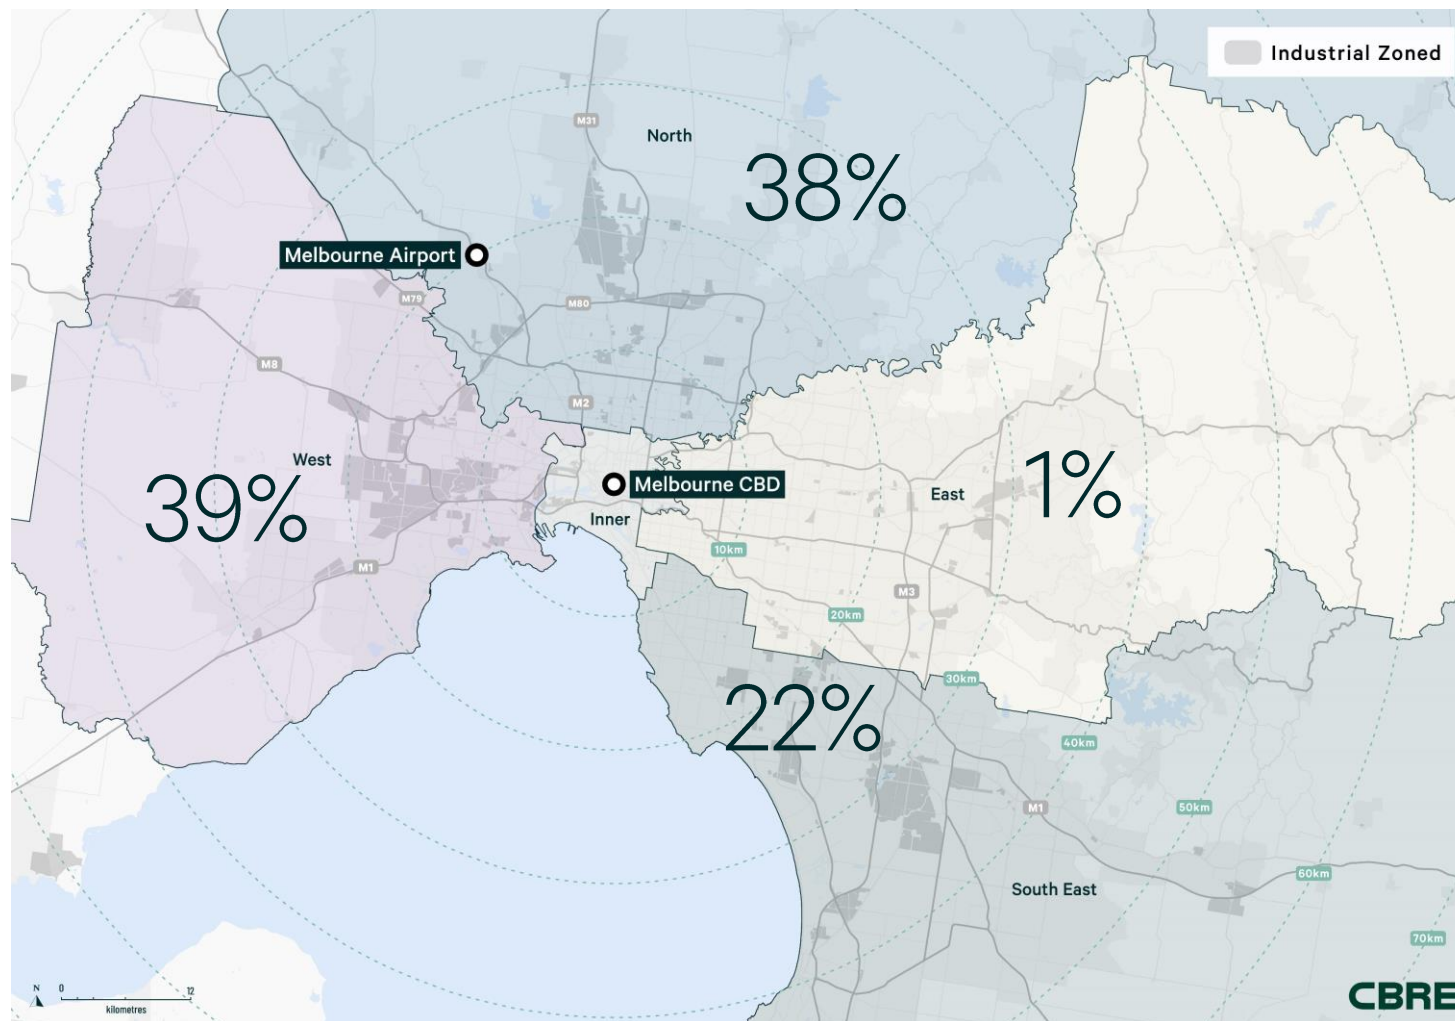 Industrial Zoned
M31
North
38%
Melbourne Airport
M79
M80
M8
M2
West
39%
Melbourne CBD
Inner
East
1%
10km
M1
M3
20km
30km
22%
40km
M1
50km
60km
South East
70km
N 0 12
kilometres
CBRE